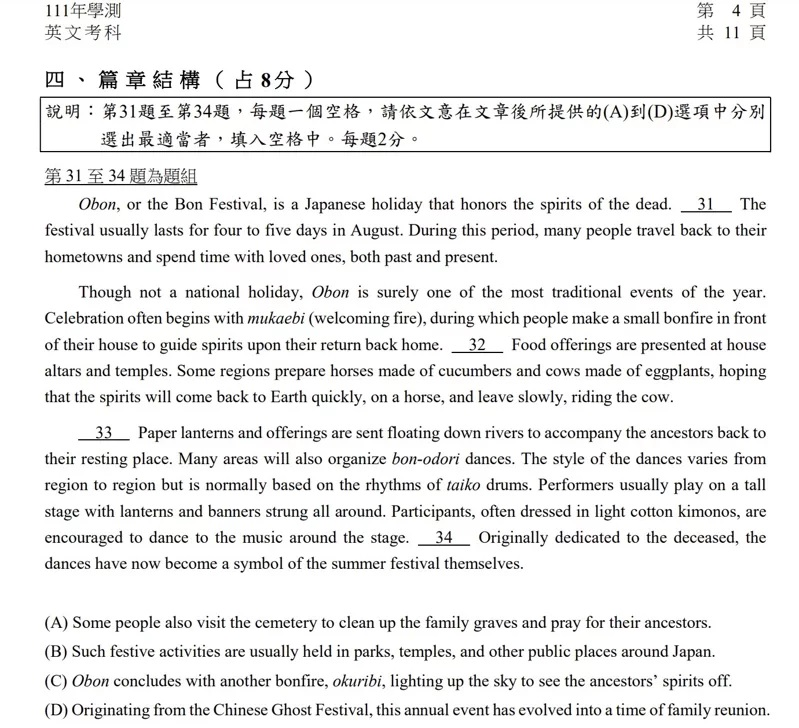 111年學測
英文考科
第 4 頁
共 11 頁
四、篇章結構（占8分）
說明：第31題至第34題，每題一個空格，請依文意在文章後所提供的(A)到(D)選項中分別
選出最適當者，填入空格中。每題2分。
第 31 至 34 題為題組
Obon, or the Bon Festival, is a Japanese holiday that honors the spirits of the dead. __31__ The
festival usually lasts for four to five days in August. During this period, many people travel back to their
hometowns and spend time with loved ones, both past and present.
Though not a national holiday, Obon is surely one of the most traditional events of the year.
Celebration often begins with mukaebi (welcoming fire), during which people make a small bonfire in front
of their house to guide spirits upon their return back home. __32__ Food offerings are presented at house
altars and temples. Some regions prepare horses made of cucumbers and cows made of eggplants, hoping
that the spirits will come back to Earth quickly, on a horse, and leave slowly, riding the cow.
__33__ Paper lanterns and offerings are sent floating down rivers to accompany the ancestors back to
their resting place. Many areas will also organize bon-odori dances. The style of the dances varies from
region to region but is normally based on the rhythms of taiko drums. Performers usually play on a tall
stage with lanterns and banners strung all around. Participants, often dressed in light cotton kimonos, are
encouraged to dance to the music around the stage. __34__ Originally dedicated to the deceased, the
dances have now become a symbol of the summer festival themselves.
(A) Some people also visit the cemetery to clean up the family graves and pray for their ancestors.
(B) Such festive activities are usually held in parks, temples, and other public places around Japan.
(C) Obon concludes with another bonfire, okuribi, lighting up the sky to see the ancestors’ spirits off.
(D) Originating from the Chinese Ghost Festival, this annual event has evolved into a time of family reunion.